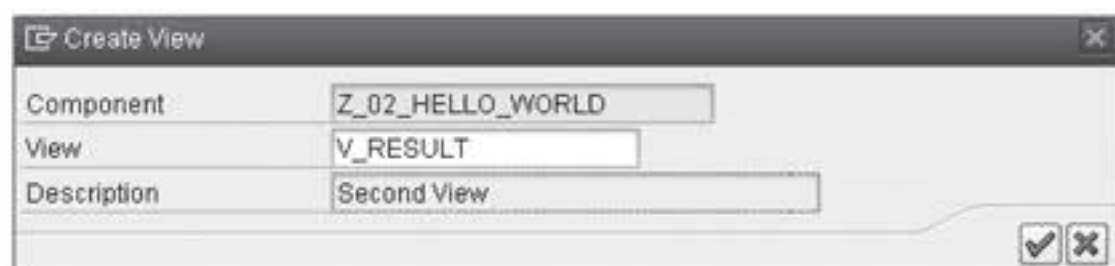 Create View
Component Z_02_HELLO_WORLD
View V_RESULT
Description Second View